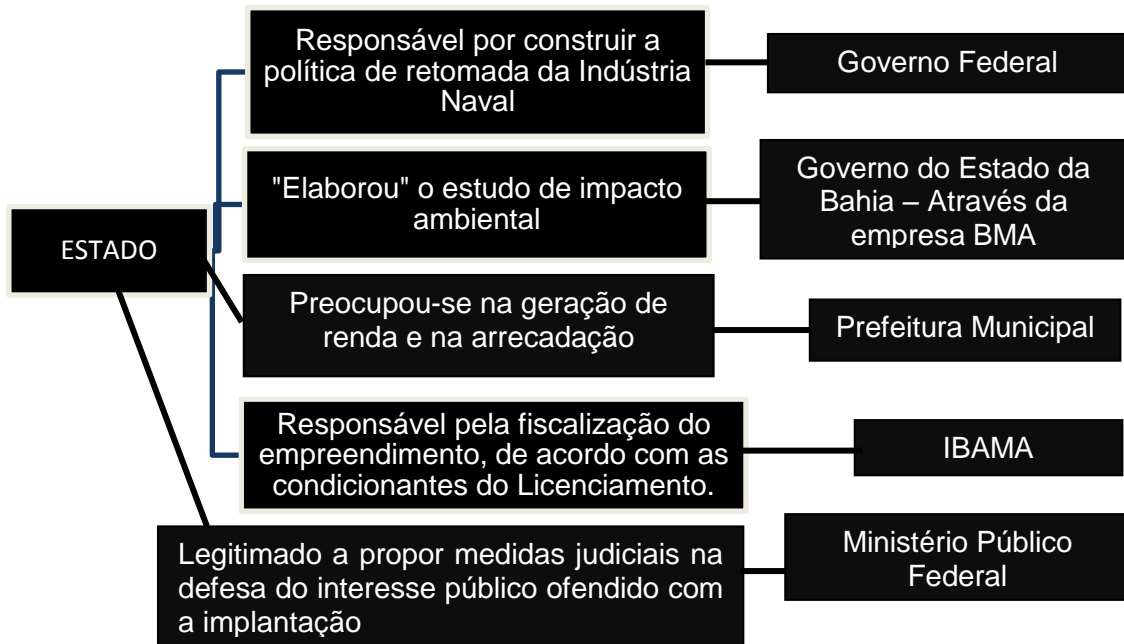 ESTADO
Responsável por construir a
política de retomada da Indústria
Naval
Governo Federal
"Elaborou" o estudo de impacto
ambiental
Governo do Estado da
Bahia – Através da
empresa BMA
Preocupou-se na geração de
renda e na arrecadação
Prefeitura Municipal
Responsável pela fiscalização do
empreendimento, de acordo com as
condicionantes do Licenciamento.
IBAMA
Legitimado a propor medidas judiciais na
defesa do interesse público ofendido com
a implantação
Ministério Público
Federal